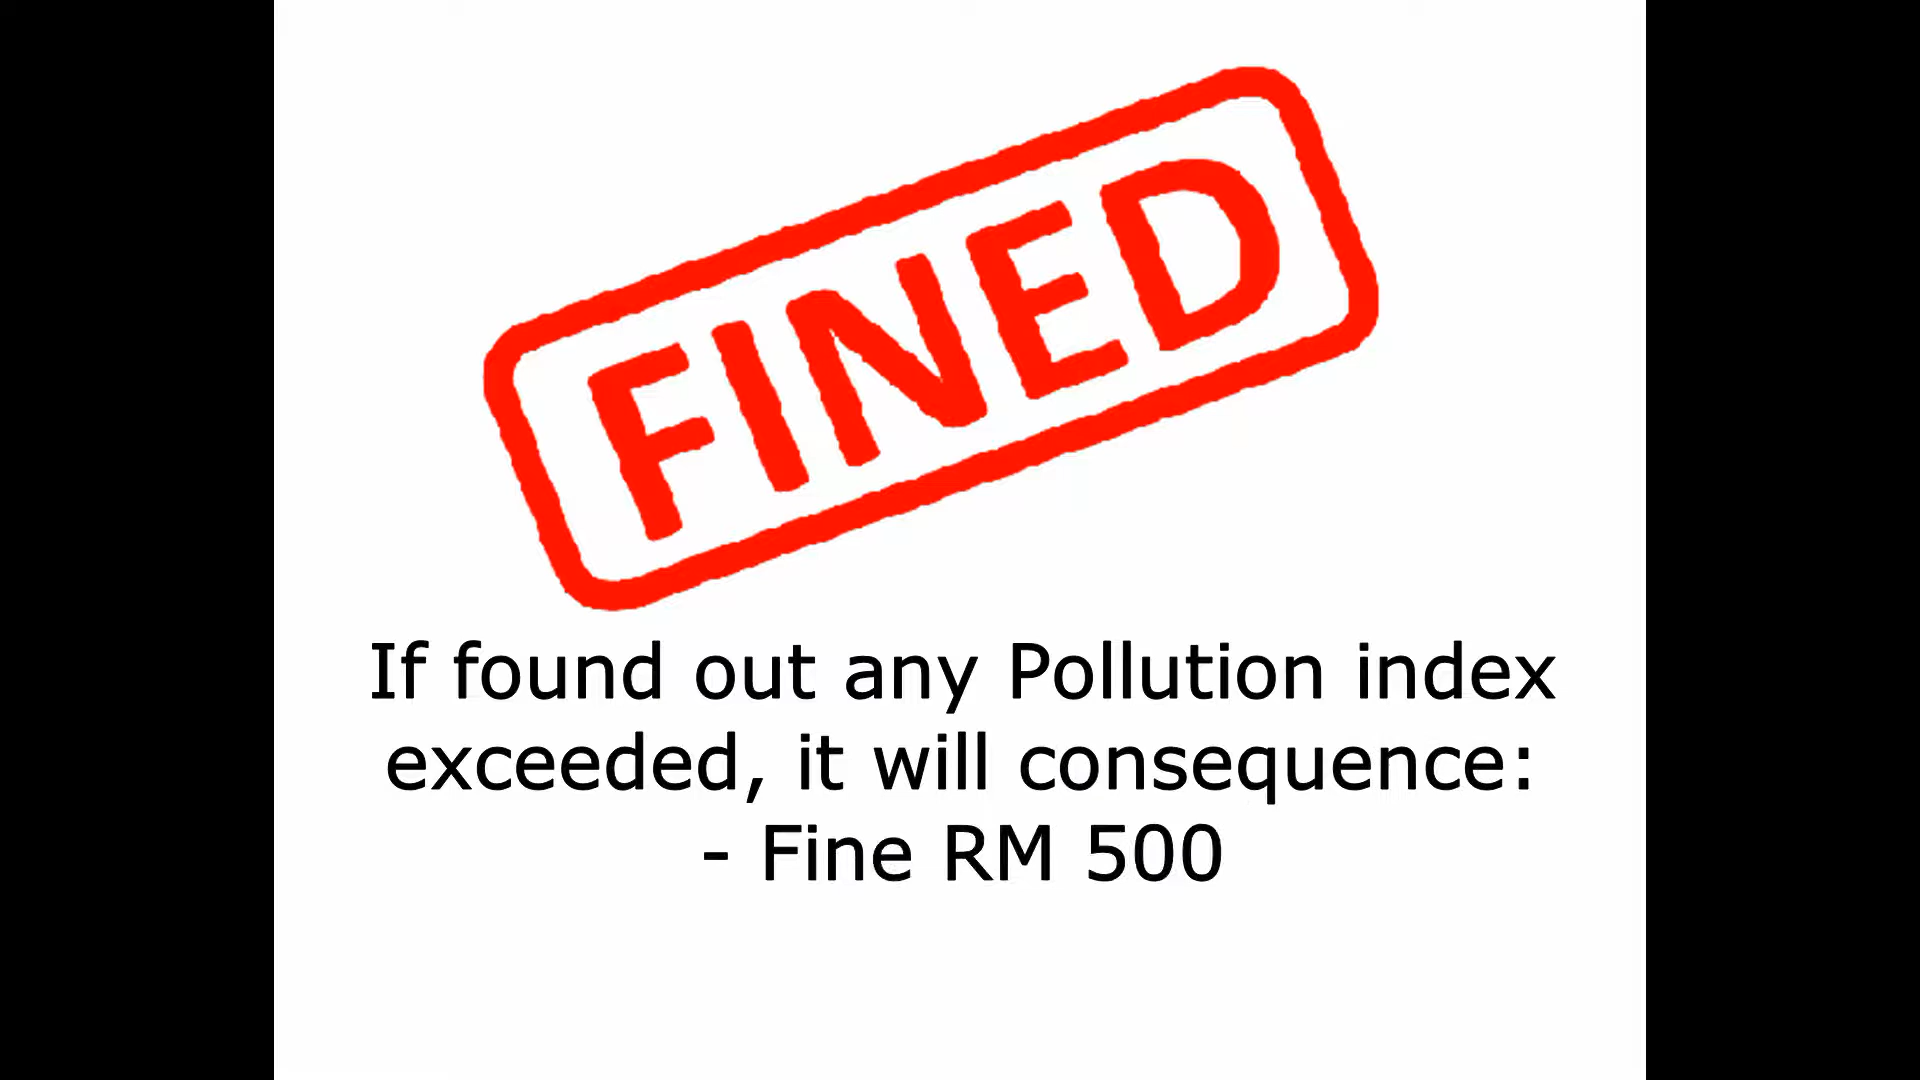 FINED
If found out any Pollution index
exceeded, it will consequence:
- Fine RM 500